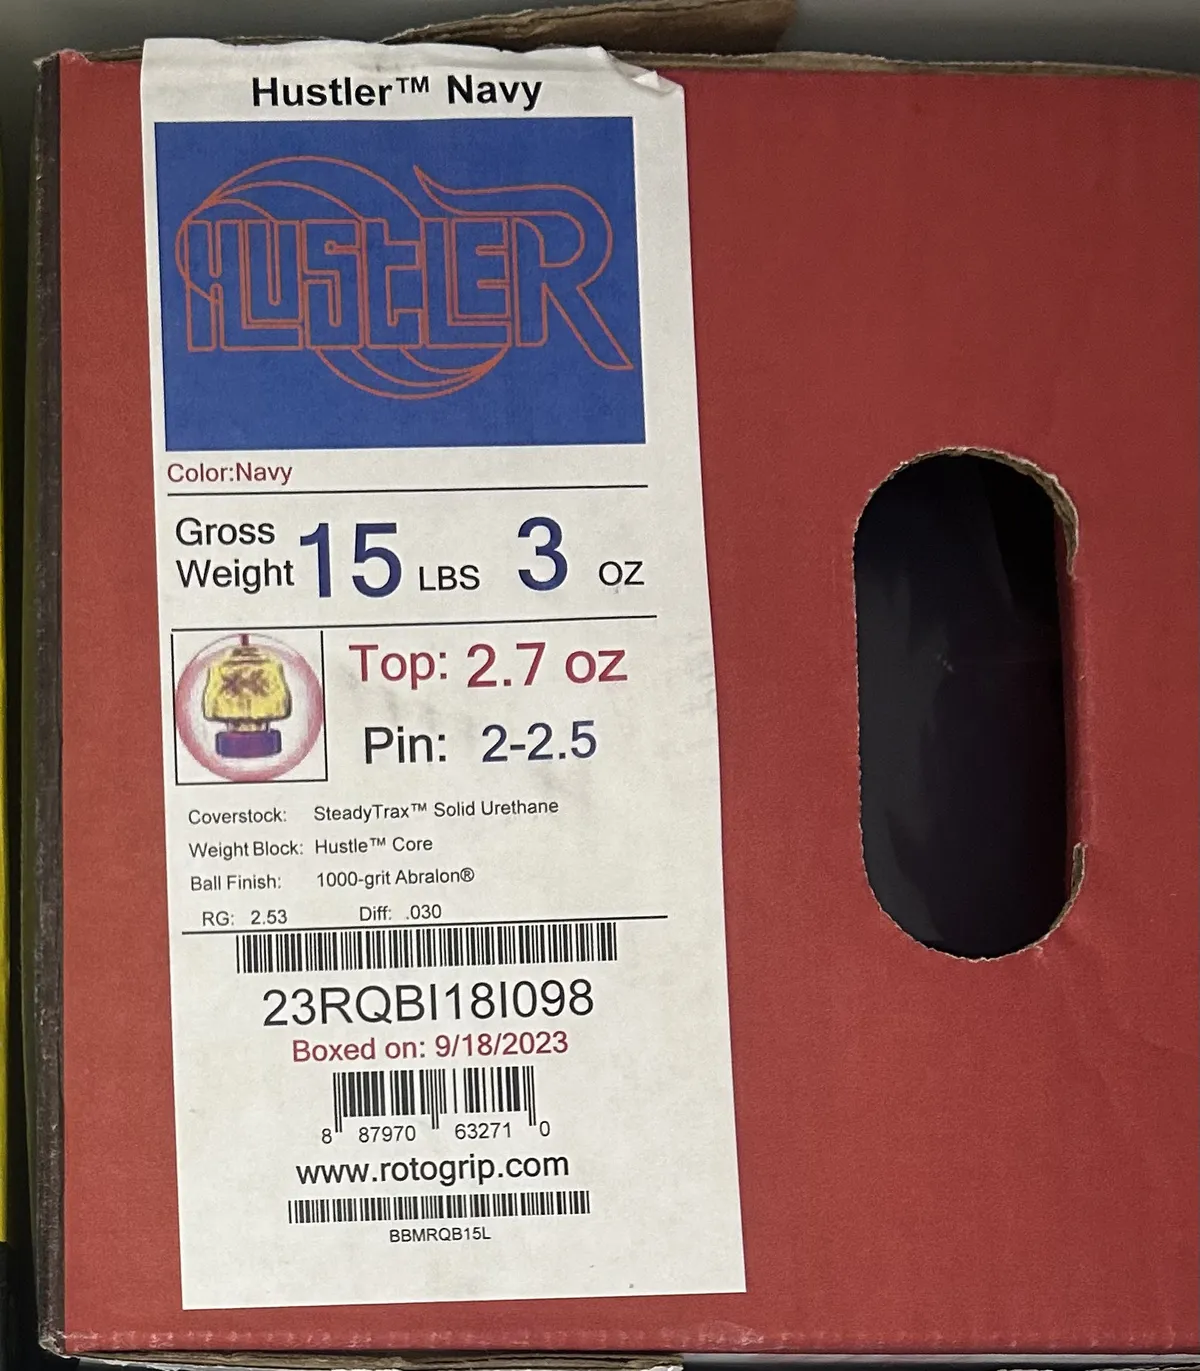 Hustler™ Navy
HUSTLER
Color:Navy
Gross Weight 15 LBS 3 OZ
Top: 2.7 oz
Pin: 2-2.5
Coverstock: SteadyTrax™ Solid Urethane
Weight Block: Hustle™ Core
Ball Finish: 1000-grit Abralon®
RG: 2.53 Diff: .030
23RQBI18I098
Boxed on: 9/18/2023
8 87970 63271 0
www.rotogrip.com
BBMRQB15L